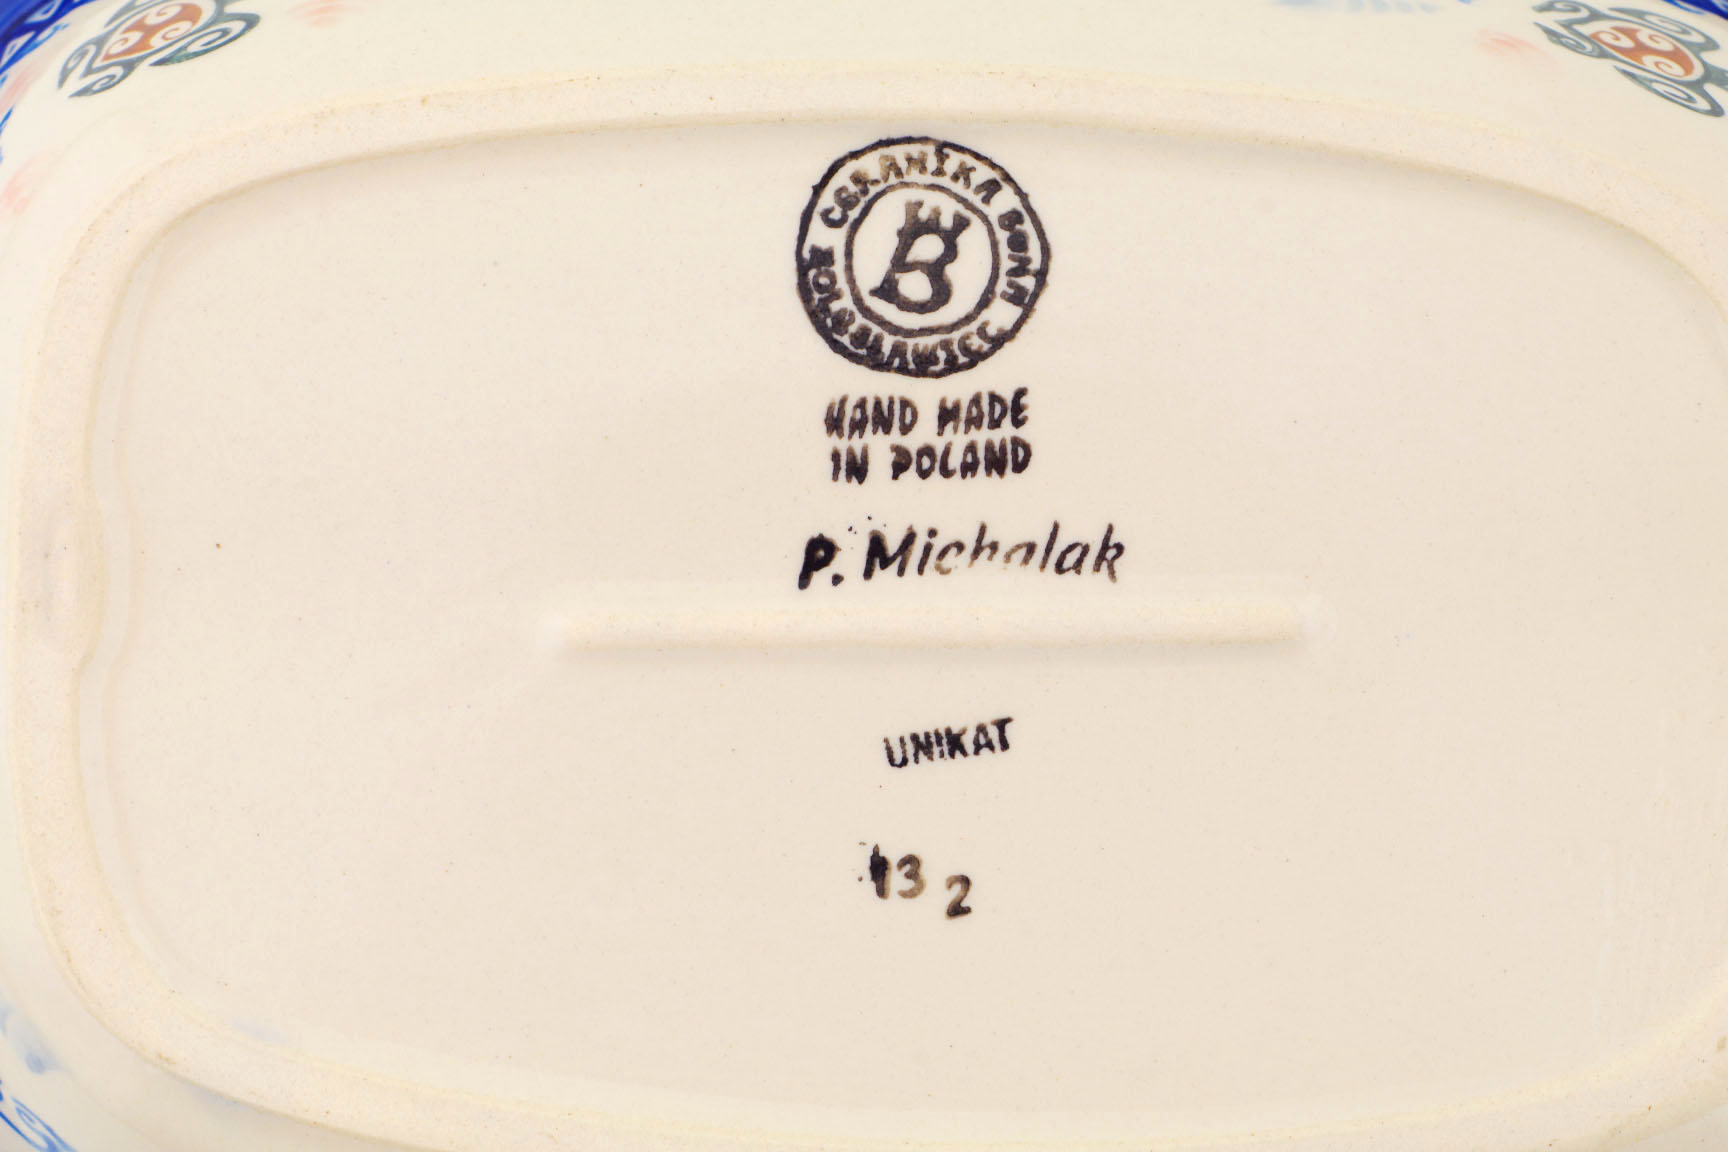 CERAMIKA BONA
BOLESŁAWIEC
B
HAND MADE
IN POLAND
P. Michalak
UNIKAT
13 2